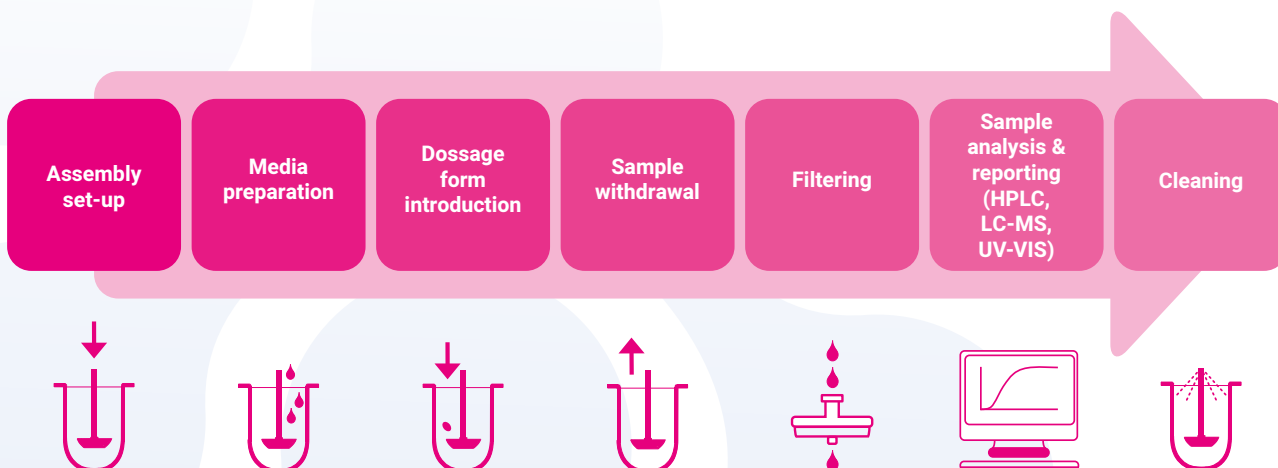 Assembly
set-up
Media
preparation
Dossage
form
introduction
Sample
withdrawal
Filtering
Sample
analysis &
reporting
(HPLC,
LC-MS,
UV-VIS)
Cleaning